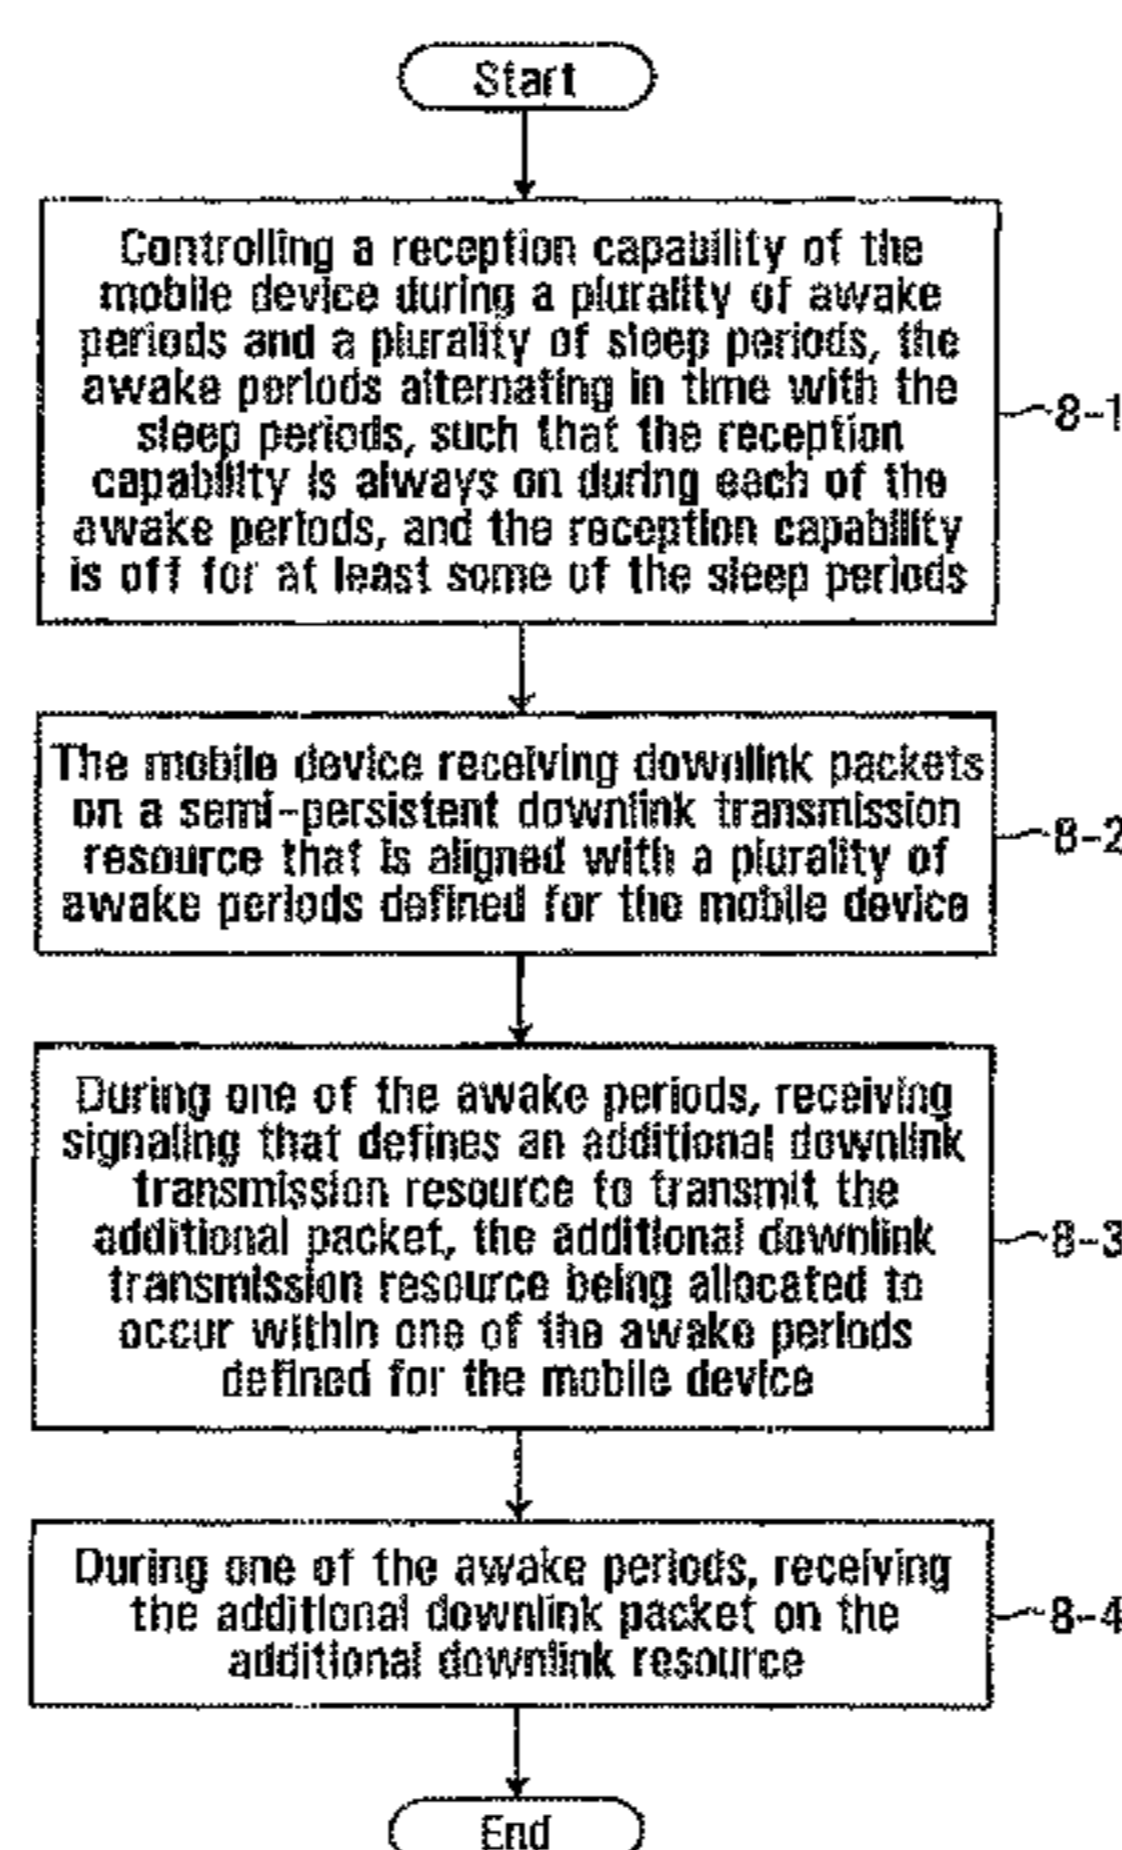 Start
Controlling a reception capability of the
mobile device during a plurality of awake
periods and a plurality of sleep periods, the
awake periods alternating in time with the
sleep periods, such that the reception
capability is always on during each of the
awake periods, and the reception capability
is off for at least some of the sleep periods
8-1
The mobile device receiving downlink packets
on a semi-persistent downlink transmission
resource that is aligned with a plurality of
awake periods defined for the mobile device
8-2
During one of the awake periods, receiving
signaling that defines an additional downlink
transmission resource to transmit the
additional packet, the additional downlink
transmission resource being allocated to
occur within one of the awake periods
defined for the mobile device
8-3
During one of the awake periods, receiving
the additional downlink packet on the
additional downlink resource
8-4
End